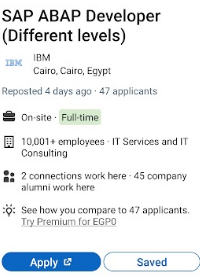 SAP ABAP Developer
(Different levels)
IBM
IBM
Cairo, Cairo, Egypt
Reposted 4 days ago · 47 applicants
On-site · Full-time
10,001+ employees · IT Services and IT
Consulting
2 connections work here · 45 company
alumni work here
See how you compare to 47 applicants.
Try Premium for EGP0
Apply
Saved